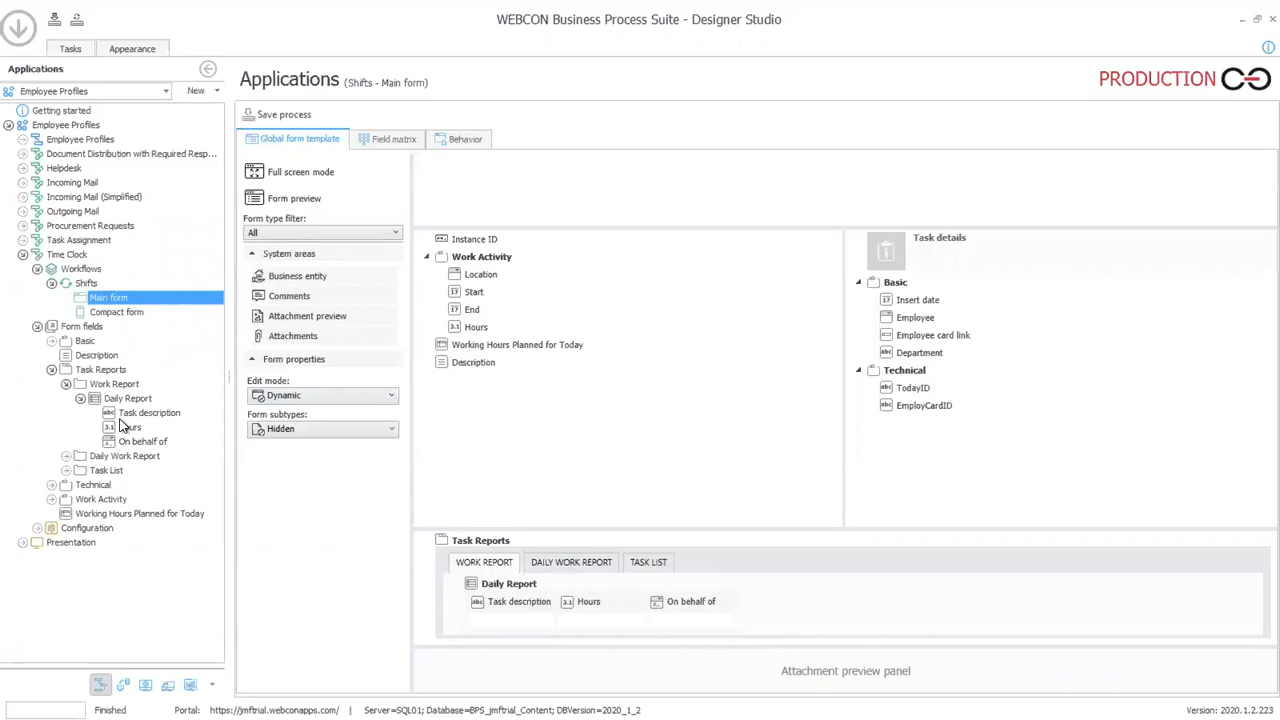 WEBCON Business Process Suite - Designer Studio
Tasks
Appearance
Applications
Employee Profiles
New
Getting started
Employee Profiles
Employee Profiles
Document Distribution with Required Resp...
Helpdesk
Incoming Mail
Incoming Mail (Simplified)
Outgoing Mail
Procurement Requests
Task Assignment
Time Clock
Workflows
Shifts
Main form
Compact form
Form fields
Basic
Description
Task Reports
Work Report
Daily Report
Task description
On behalf of
Daily Work Report
Task List
Technical
Work Activity
Working Hours Planned for Today
Configuration
Presentation
Applications (Shifts - Main form)
PRODUCTION
Save process
Global form template
Field matrix
Behavior
Full screen mode
Form preview
Form type filter:
All
System areas
Business entity
Comments
Attachment preview
Attachments
Form properties
Edit mode:
Dynamic
Form subtypes:
Hidden
Instance ID
Work Activity
Location
Start
End
3.1 Hours
Working Hours Planned for Today
Description
Task details
Basic
Insert date
Employee
Employee card link
abc Department
Technical
abc TodayID
abc EmployCardID
Task Reports
WORK REPORT
DAILY WORK REPORT
TASK LIST
Daily Report
abc Task description
3.1 Hours
On behalf of
Attachment preview panel
Finished
Portal: https://jmftrial.webconapps.com/ | Server=SQL01; Database=BPS_jmftrial_Content; DBVersion=2020_1_2
Version: 2020.1.2.223